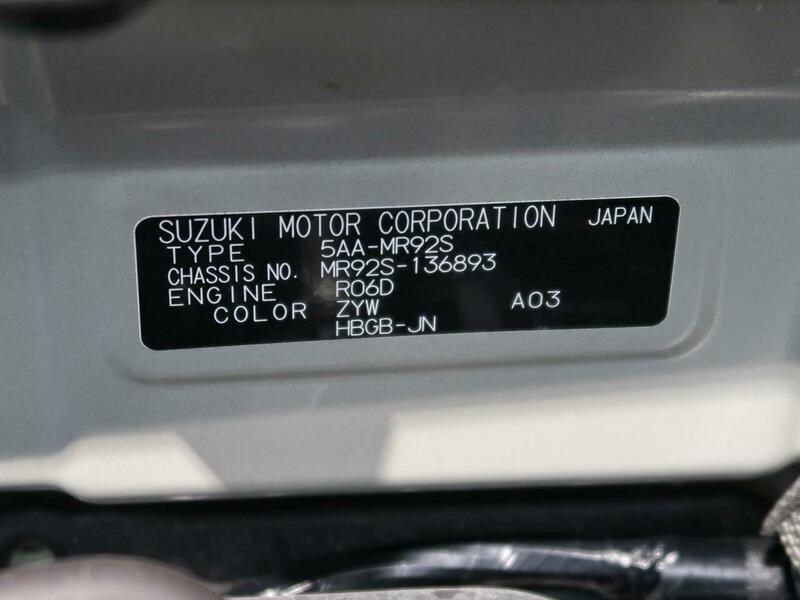 SUZUKI MOTOR CORPORATION JAPAN
TYPE 5AA-MR92S
CHASSIS NO. MR92S-136893
ENGINE R06D
COLOR ZYW A03
HBGB-JN